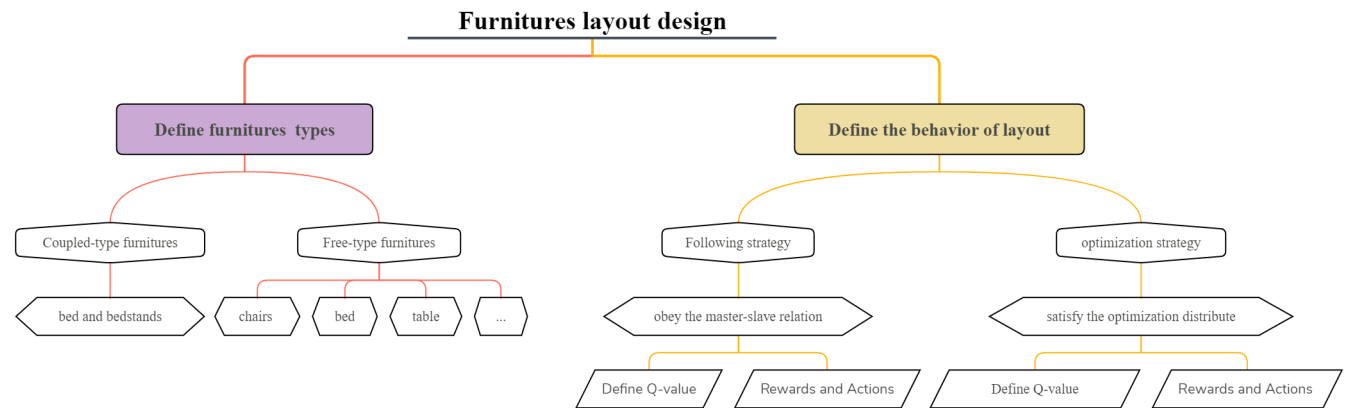 Furnitures layout design
Define furnitures types
Define the behavior of layout
Coupled-type furnitures
Free-type furnitures
Following strategy
optimization strategy
bed and bedstands
chairs
bed
table
...
obey the master-slave relation
satisfy the optimization distribute
Define Q-value
Rewards and Actions
Define Q-value
Rewards and Actions